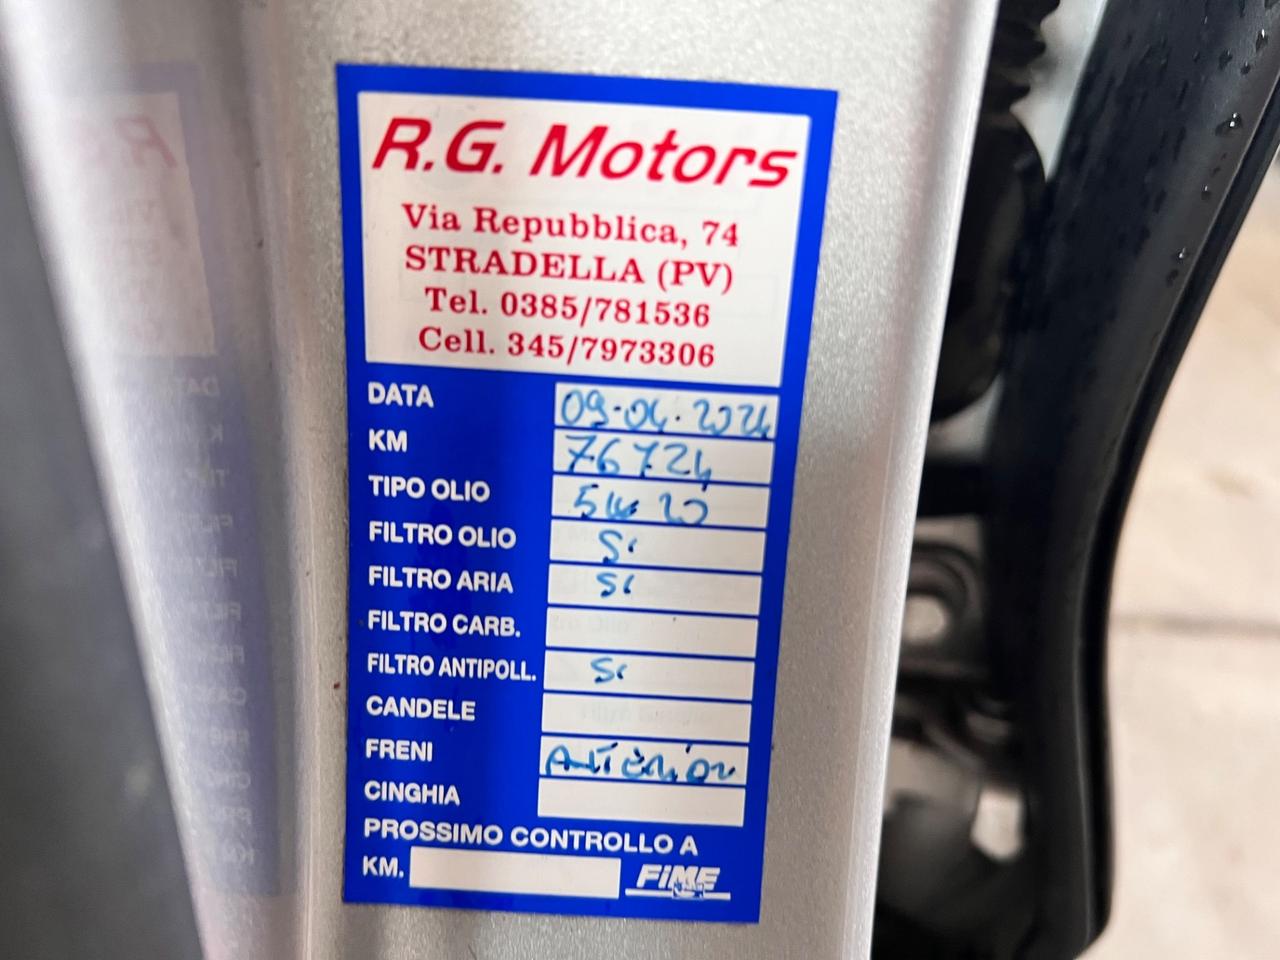 R.G. Motors
Via Repubblica, 74
STRADELLA (PV)
Tel. 0385/781536
Cell. 345/7973306
DATA 09-04-2024
KM 76724
TIPO OLIO 5W20
FILTRO OLIO Si
FILTRO ARIA Si
FILTRO CARB.
FILTRO ANTIPOLL. Si
CANDELE
FRENI ANTERIORI
CINGHIA
PROSSIMO CONTROLLO A
KM. FiME